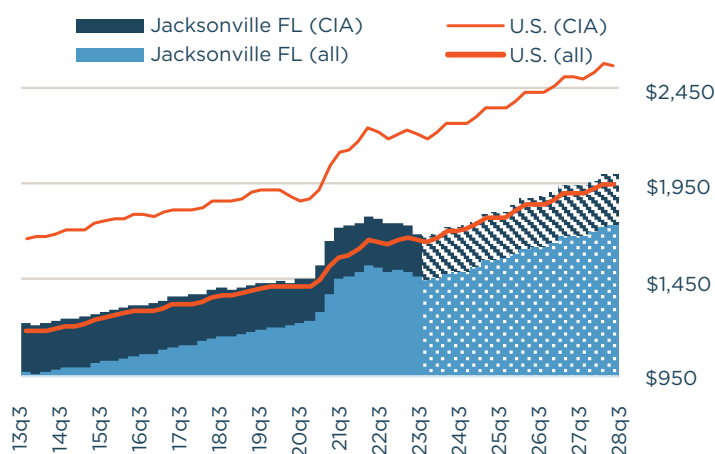 Jacksonville FL (CIA) U.S. (CIA)
Jacksonville FL (all) U.S. (all)
$2,450
$1,950
$1,450
$950
13q3 14q3 15q3 16q3 17q3 18q3 19q3 20q3 21q3 22q3 23q3 24q3 25q3 26q3 27q3 28q3